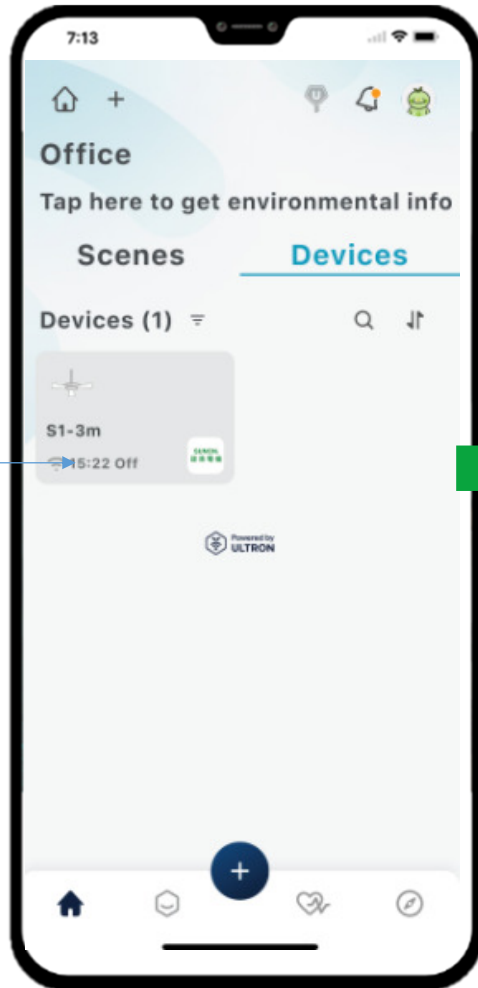 7:13
Office
Tap here to get environmental info
Scenes
Devices
Devices (1)
S1-3m
15:22 Off
Powered by
ULTRON